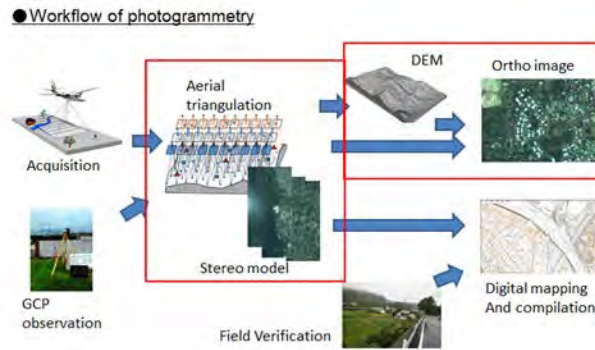 ●Workflow of photogrammetry
Acquisition
GCP
observation
Aerial
triangulation
Stereo model
DEM
Ortho image
Field Verification
Digital mapping
And compilation